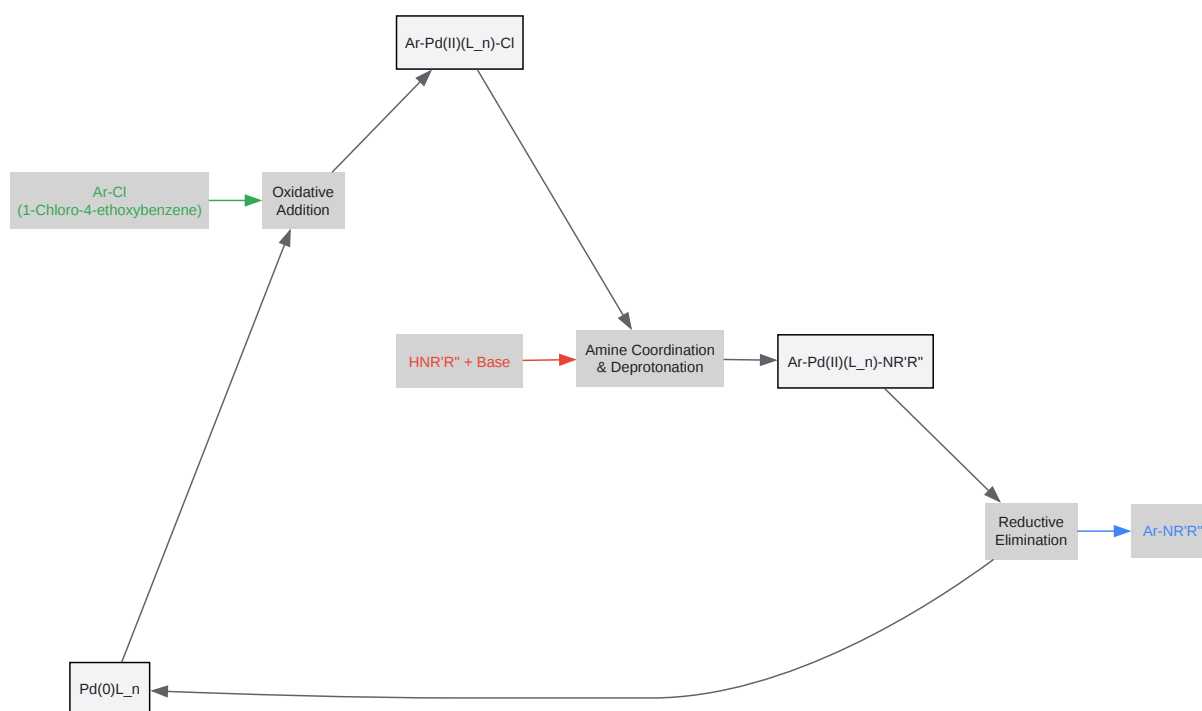 Ar-Pd(II)(L_n)-Cl
Ar-Cl
(1-Chloro-4-ethoxybenzene)
Oxidative
Addition
HNR'R" + Base
Amine Coordination
& Deprotonation
Ar-Pd(II)(L_n)-NR'R"
Reductive
Elimination
Ar-NR'R"
Pd(0)L_n